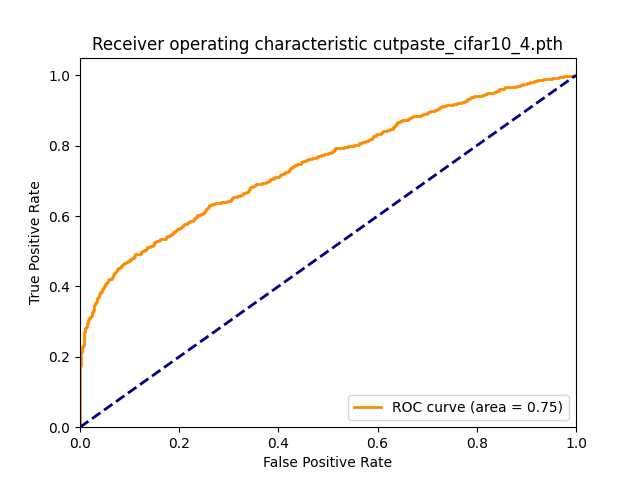 Receiver operating characteristic cutpaste_cifar10_4.pth
1.0
0.8
0.6
0.4
0.2
0.0
True Positive Rate
ROC curve (area = 0.75)
0.0 0.2 0.4 0.6 0.8 1.0
False Positive Rate